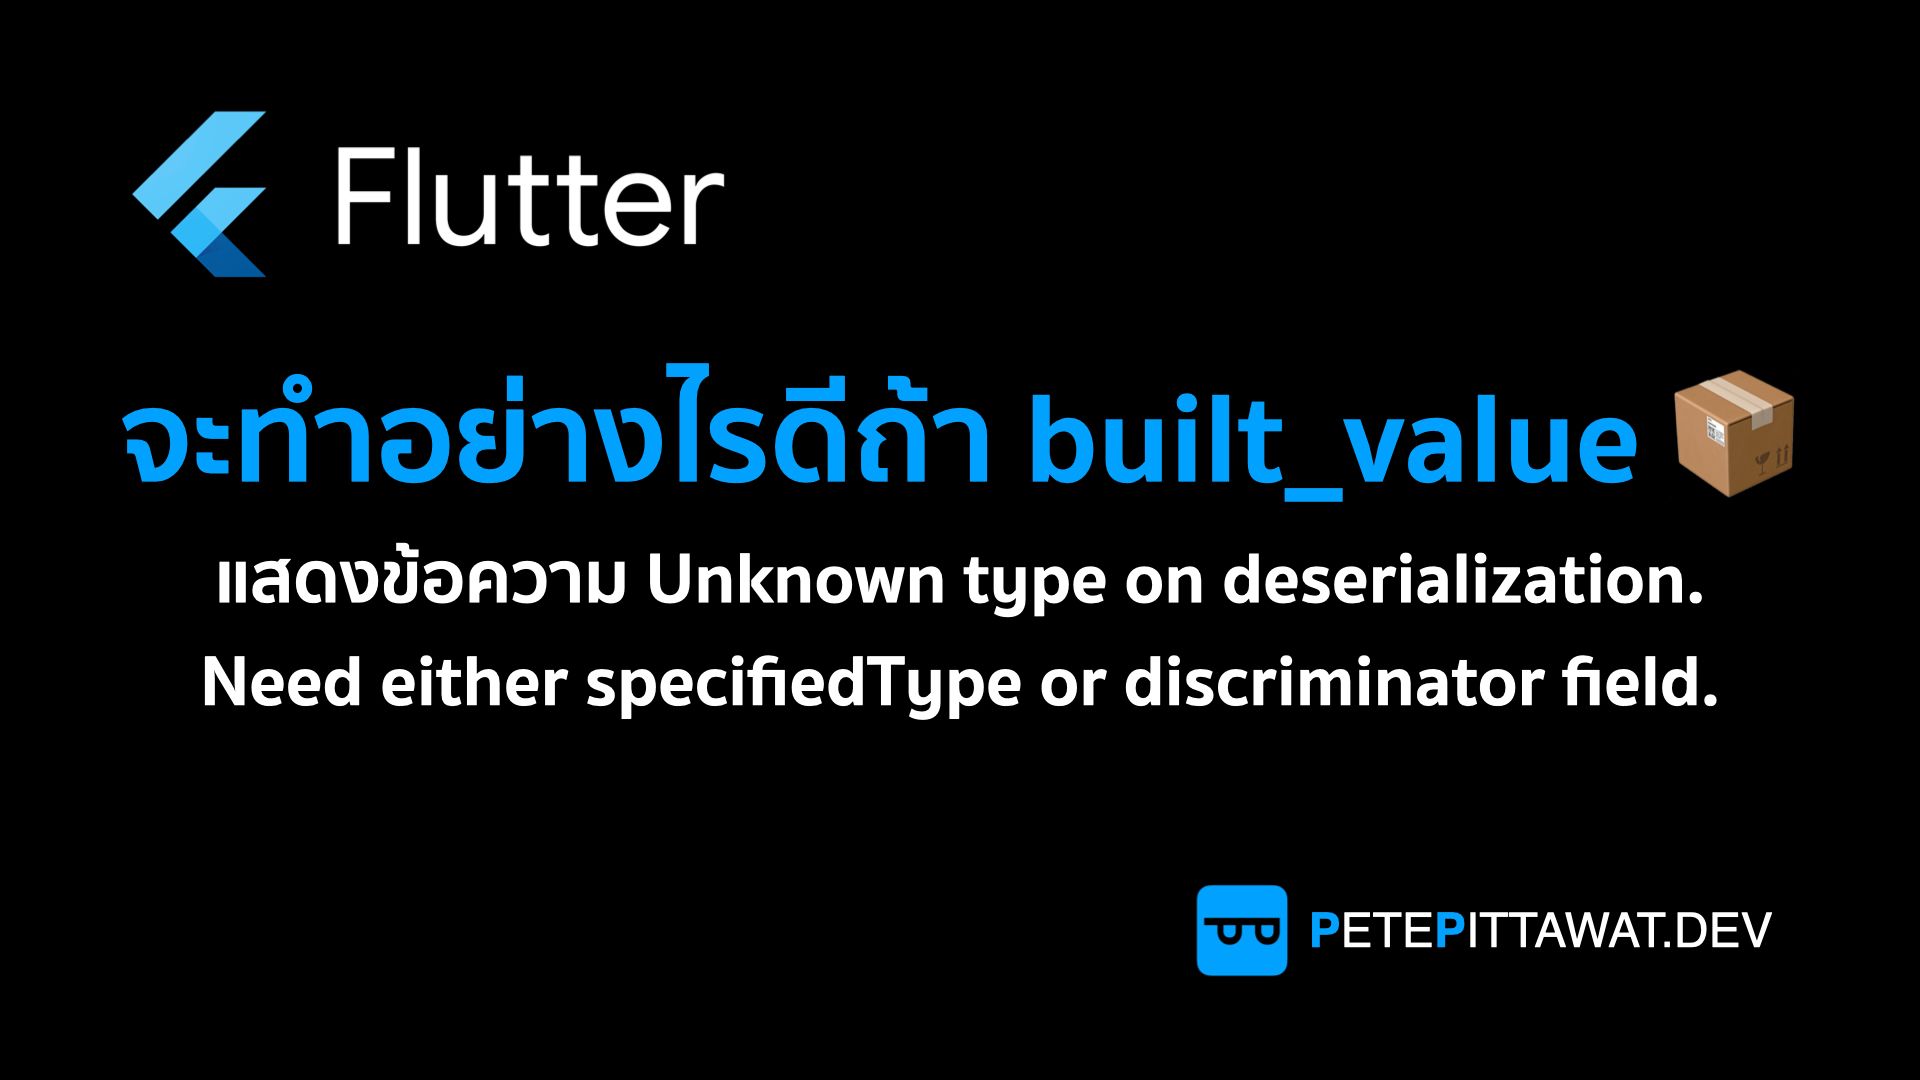 Flutter
จะทำอย่างไรดีถ้า built_value
แสดงข้อความ Unknown type on deserialization.
Need either specifiedType or discriminator field.
PETEPITTAWAT.DEV